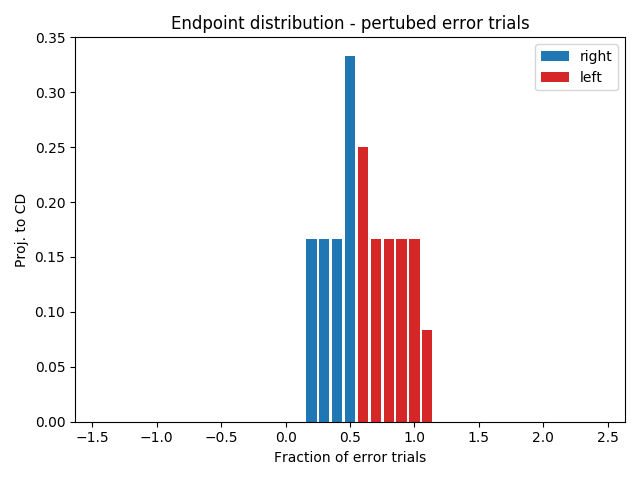 Endpoint distribution - pertubed error trials
right
left
Proj. to CD
0.35
0.30
0.25
0.20
0.15
0.10
0.05
0.00
−1.5 −1.0 −0.5 0.0 0.5 1.0 1.5 2.0 2.5
Fraction of error trials